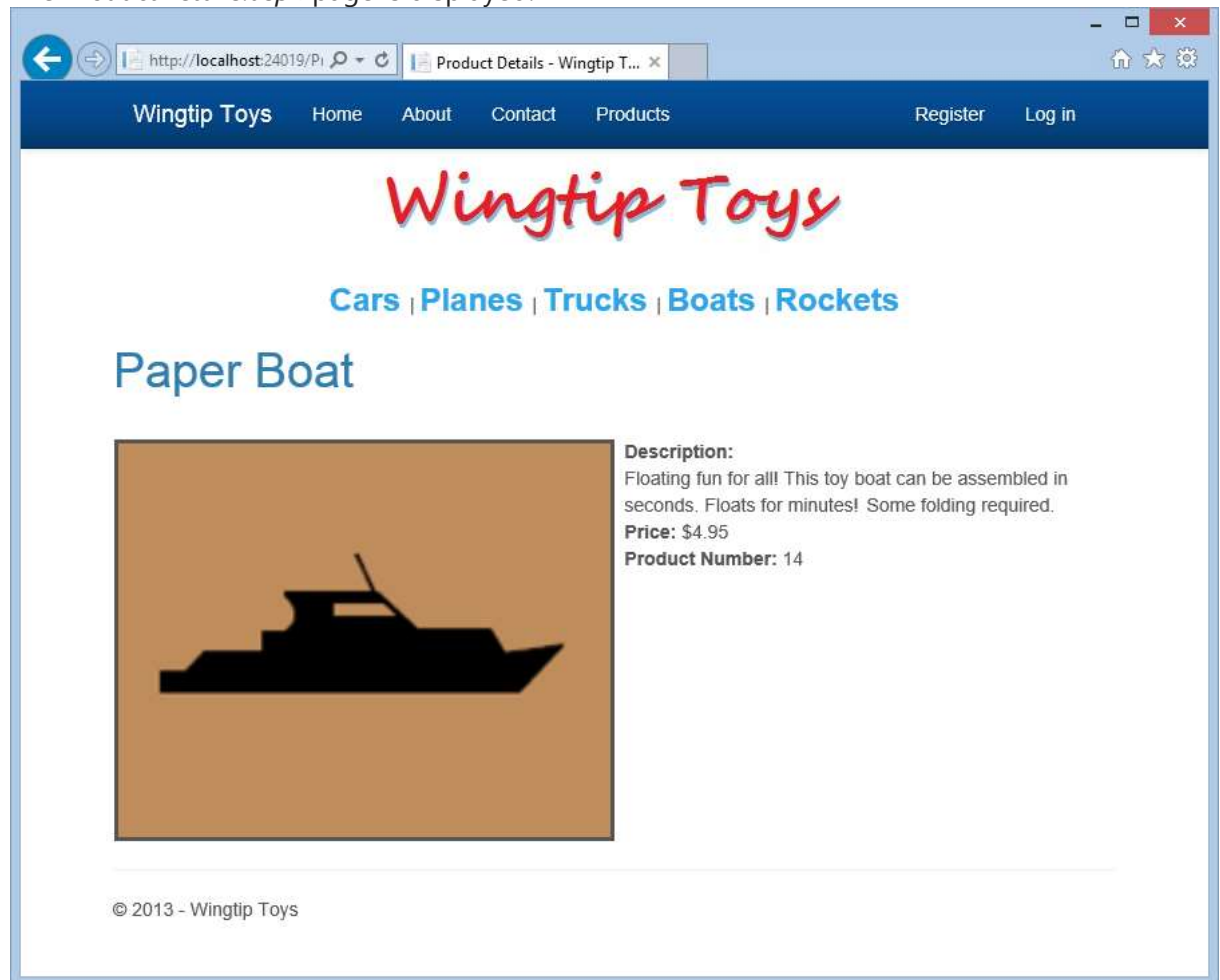 http://localhost:24019/Pr
Product Details - Wingtip T...
Wingtip Toys Home About Contact Products Register Log in
Wingtip Toys
Cars | Planes | Trucks | Boats | Rockets
Paper Boat
Description:
Floating fun for all! This toy boat can be assembled in
seconds. Floats for minutes! Some folding required.
Price: $4.95
Product Number: 14
© 2013 - Wingtip Toys